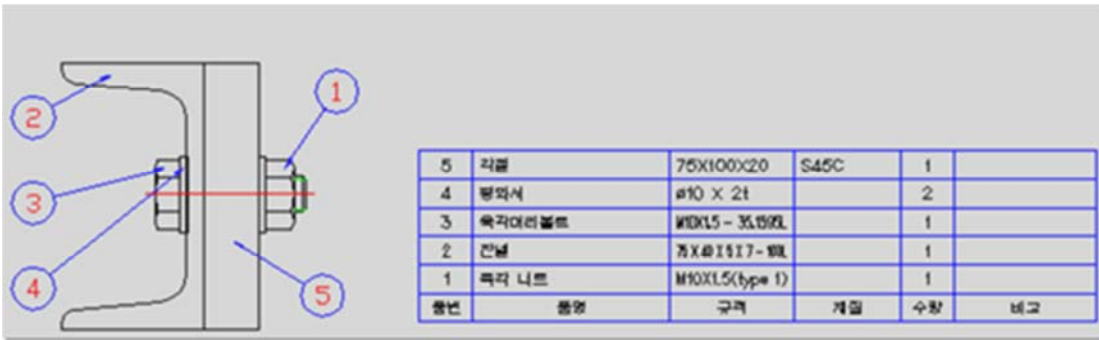 1
2
3
4
5
5 75X100X20 S45C 1
4 평와셔 ø10 X 2t 2
3 육각머리볼트 1
2 찬넬 75X40X5X7-100L 1
1 육각 너트 M10X1.5(type 1) 1
품번 품명 규격 재질 수량 비고